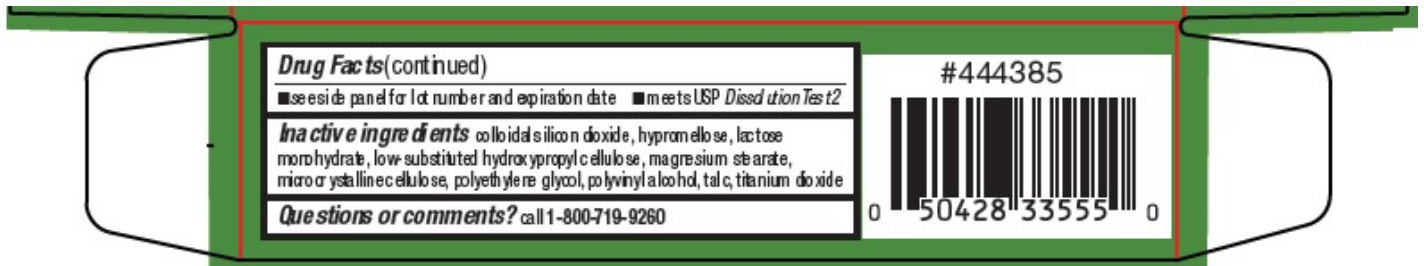 Drug Facts (continued)
■ see side panel for lot number and expiration date ■ meets USP Dissolution Test 2
Inactive ingredients colloidal silicon dioxide, hypromellose, lactose
monohydrate, low-substituted hydroxypropyl cellulose, magnesium stearate,
microcrystalline cellulose, polyethylene glycol, polyvinyl alcohol, talc, titanium dioxide
Questions or comments? call 1-800-719-9260
#444385
0 50428 33555 0